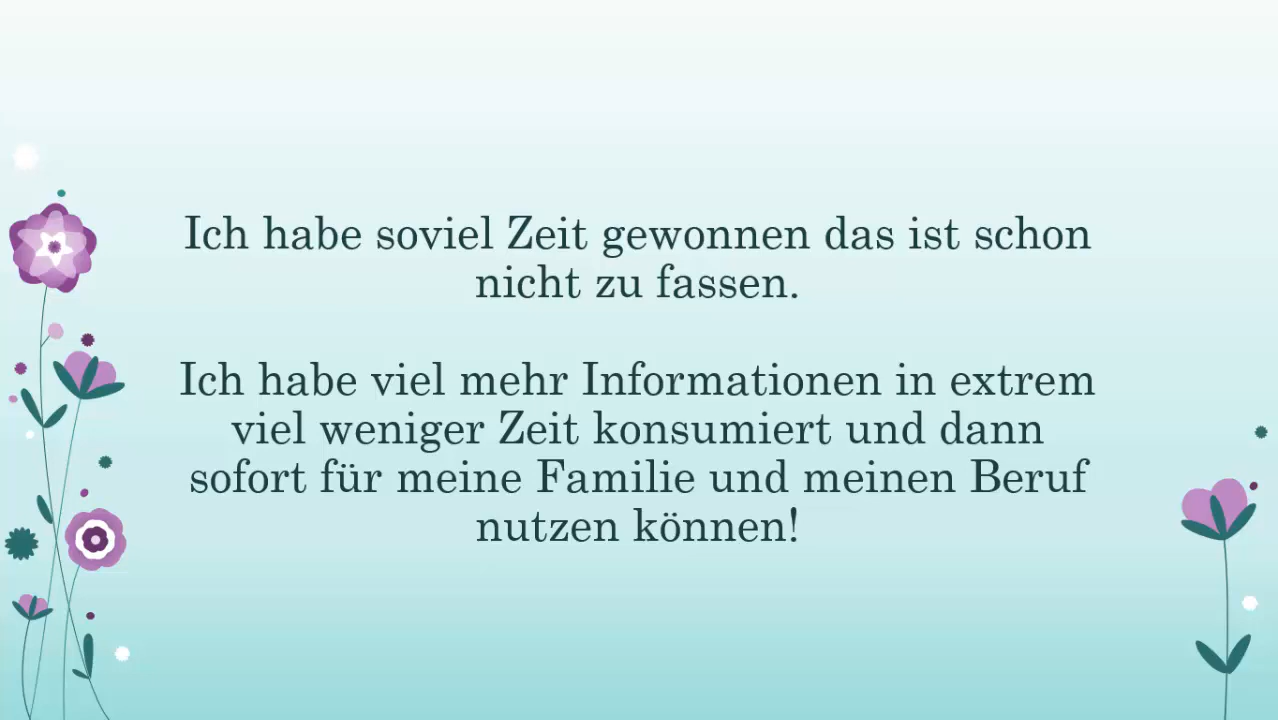 Ich habe soviel Zeit gewonnen das ist schon
nicht zu fassen.
Ich habe viel mehr Informationen in extrem
viel weniger Zeit konsumiert und dann
sofort für meine Familie und meinen Beruf
nutzen können!